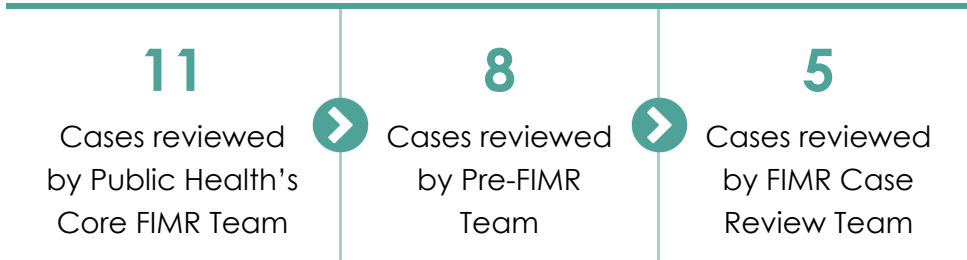 11
Cases reviewed
by Public Health's
Core FIMR Team
8
Cases reviewed
by Pre-FIMR
Team
5
Cases reviewed
by FIMR Case
Review Team